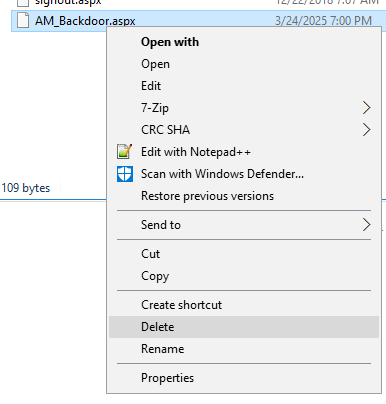 signout.aspx 12/22/2018 7:07 AM
AM_Backdoor.aspx 3/24/2025 7:00 PM
Open with
Open
Edit
7-Zip
CRC SHA
Edit with Notepad++
Scan with Windows Defender...
Restore previous versions
109 bytes
Send to
Cut
Copy
Create shortcut
Delete
Rename
Properties